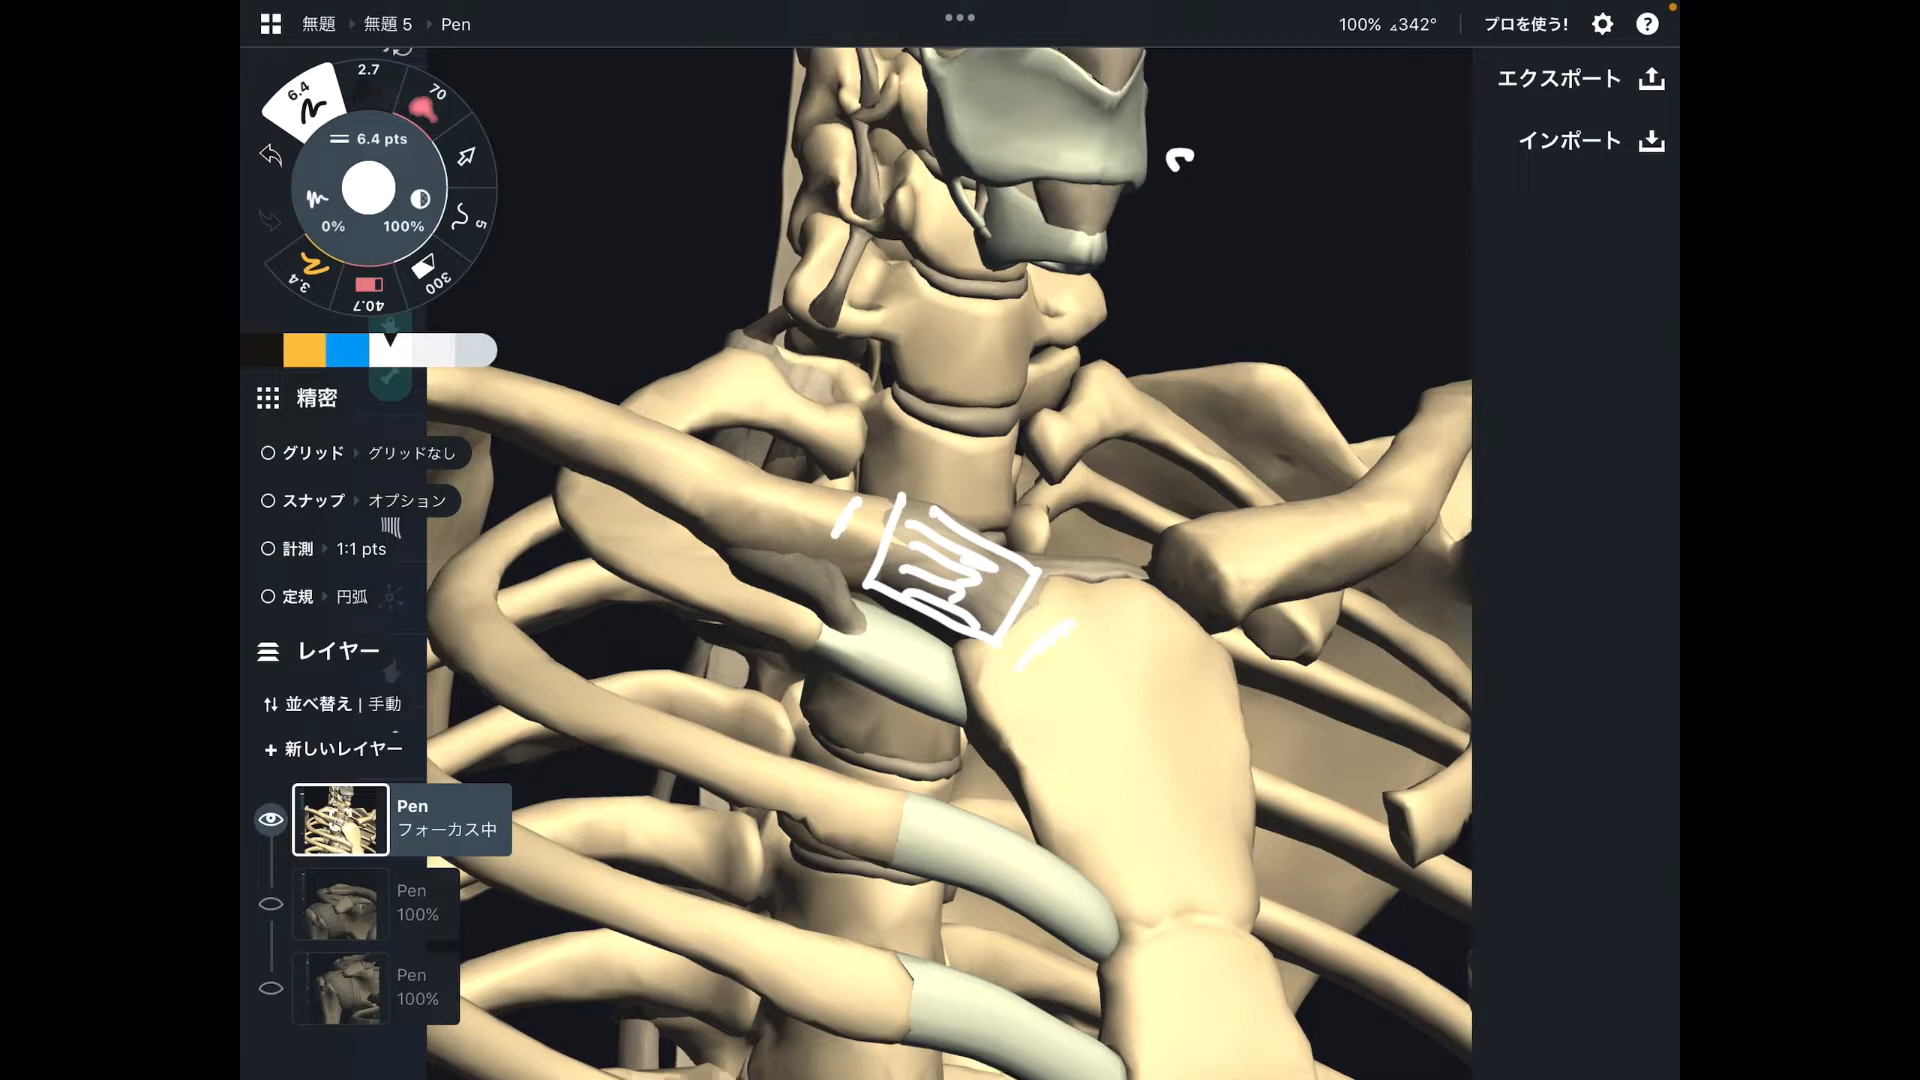 無題 無題 5 Pen
100% ⊿342°
プロを使う!
エクスポート
インポート
2.7
6.4
70
6.4 pts
0%
100%
5
300
40.7
3.4
精密
グリッド グリッドなし
スナップ オプション
計測 1:1 pts
定規 円弧
レイヤー
並べ替え | 手動
+ 新しいレイヤー
Pen
フォーカス中
Pen
100%
Pen
100%